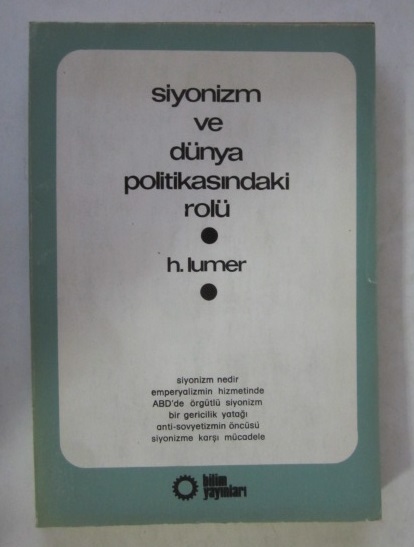 siyonizm
ve
dünya
politikasındaki
rolü
h. lumer
siyonizm nedir
emperyalizmin hizmetinde
ABD'de örgütlü siyonizm
bir gericilik yatağı
anti-sovyetizmin öncüsü
siyonizme karşı mücadele
bilim
yayınları